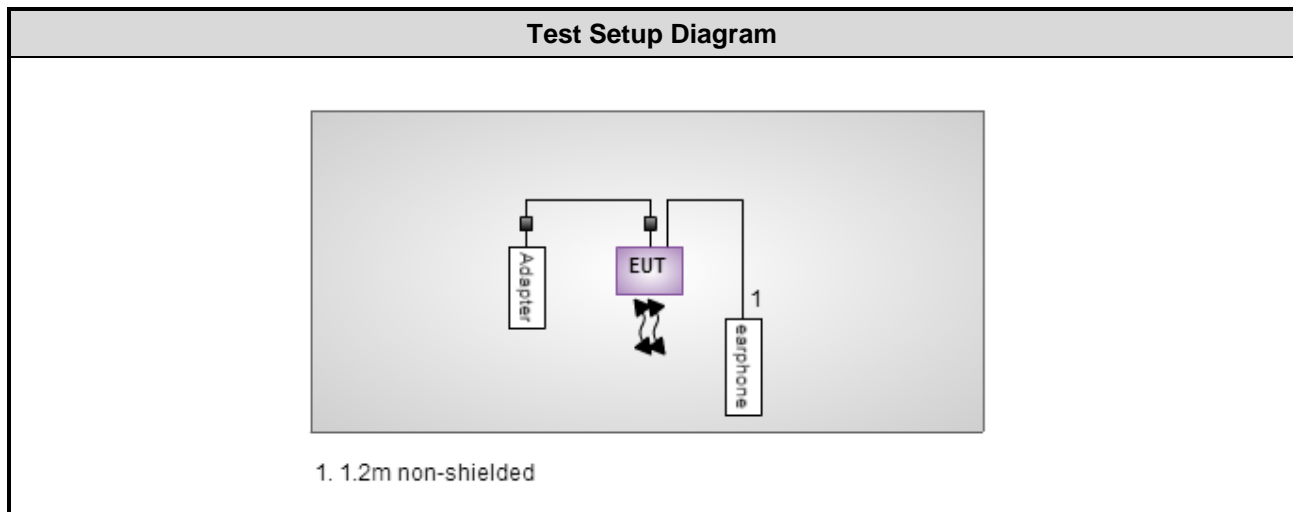 Test Setup Diagram
Adapter
EUT
1
earphone
1. 1.2m non-shielded